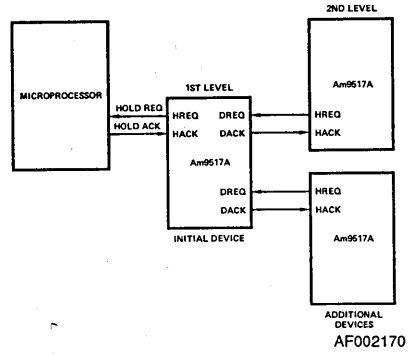 2ND LEVEL
Am9517A
HREQ
HACK
1ST LEVEL
MICROPROCESSOR
HOLD REQ
HOLD ACK
HREQ DREQ
HACK DACK
Am9517A
DREQ
DACK
INITIAL DEVICE
HREQ
HACK
Am9517A
ADDITIONAL
DEVICES
AF002170